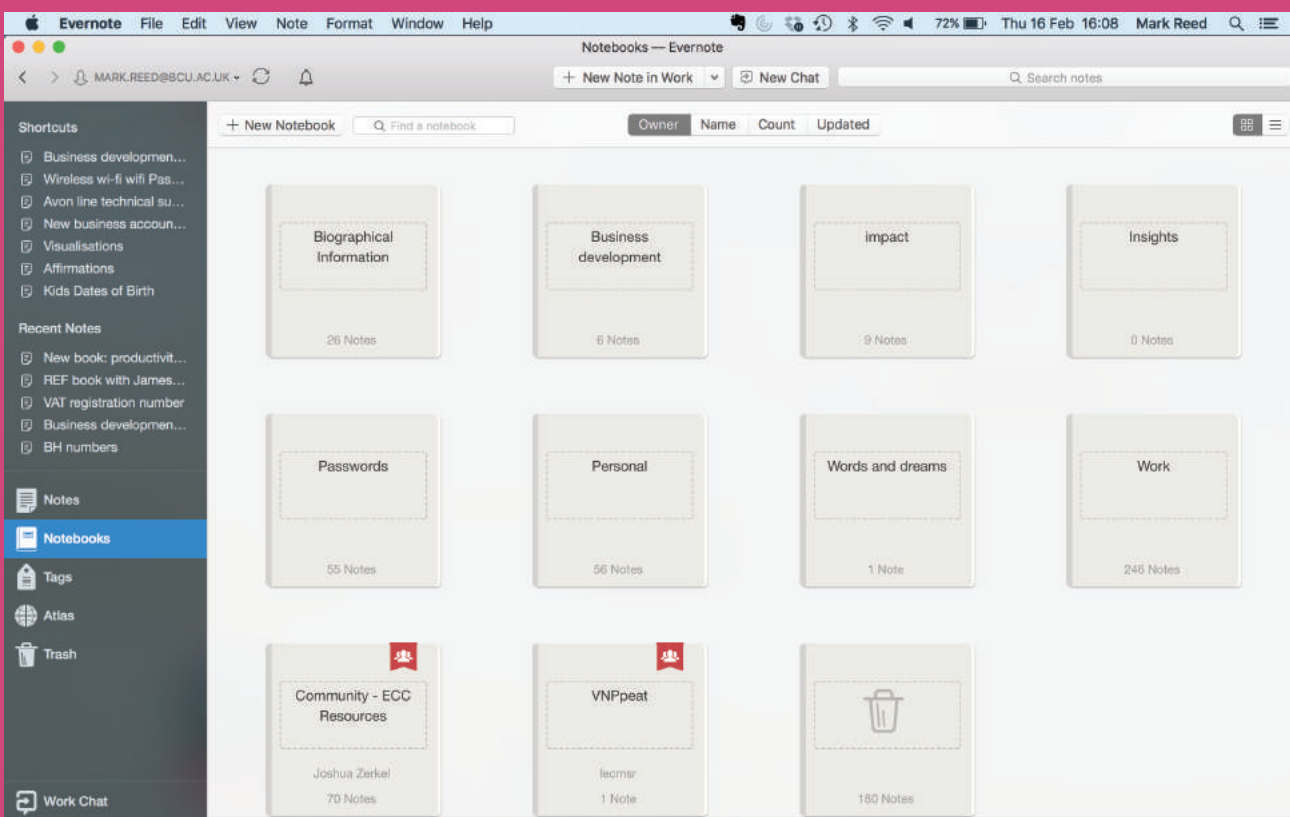 Evernote File Edit View Note Format Window Help 72% Thu 16 Feb 16:08 Mark Reed
Notebooks — Evernote
MARK.REED@BCU.AC.UK + New Note in Work New Chat Search notes
Shortcuts
Business developmen...
Wireless wi-fi wifi Pas...
Avon line technical su...
New business accoun...
Visualisations
Affirmations
Kids Dates of Birth
Recent Notes
New book: productivit...
REF book with James...
VAT registration number
Business developmen...
BH numbers
Notes
Notebooks
Tags
Atlas
Trash
Work Chat
+ New Notebook Find a notebook Owner Name Count Updated
Biographical
Information
26 Notes
Business
development
6 Notes
impact
9 Notes
Insights
0 Notes
Passwords
55 Notes
Personal
56 Notes
Words and dreams
1 Note
Work
246 Notes
Community - ECC
Resources
Joshua Zerkel
70 Notes
VNPpeat
lecmsr
1 Note
180 Notes